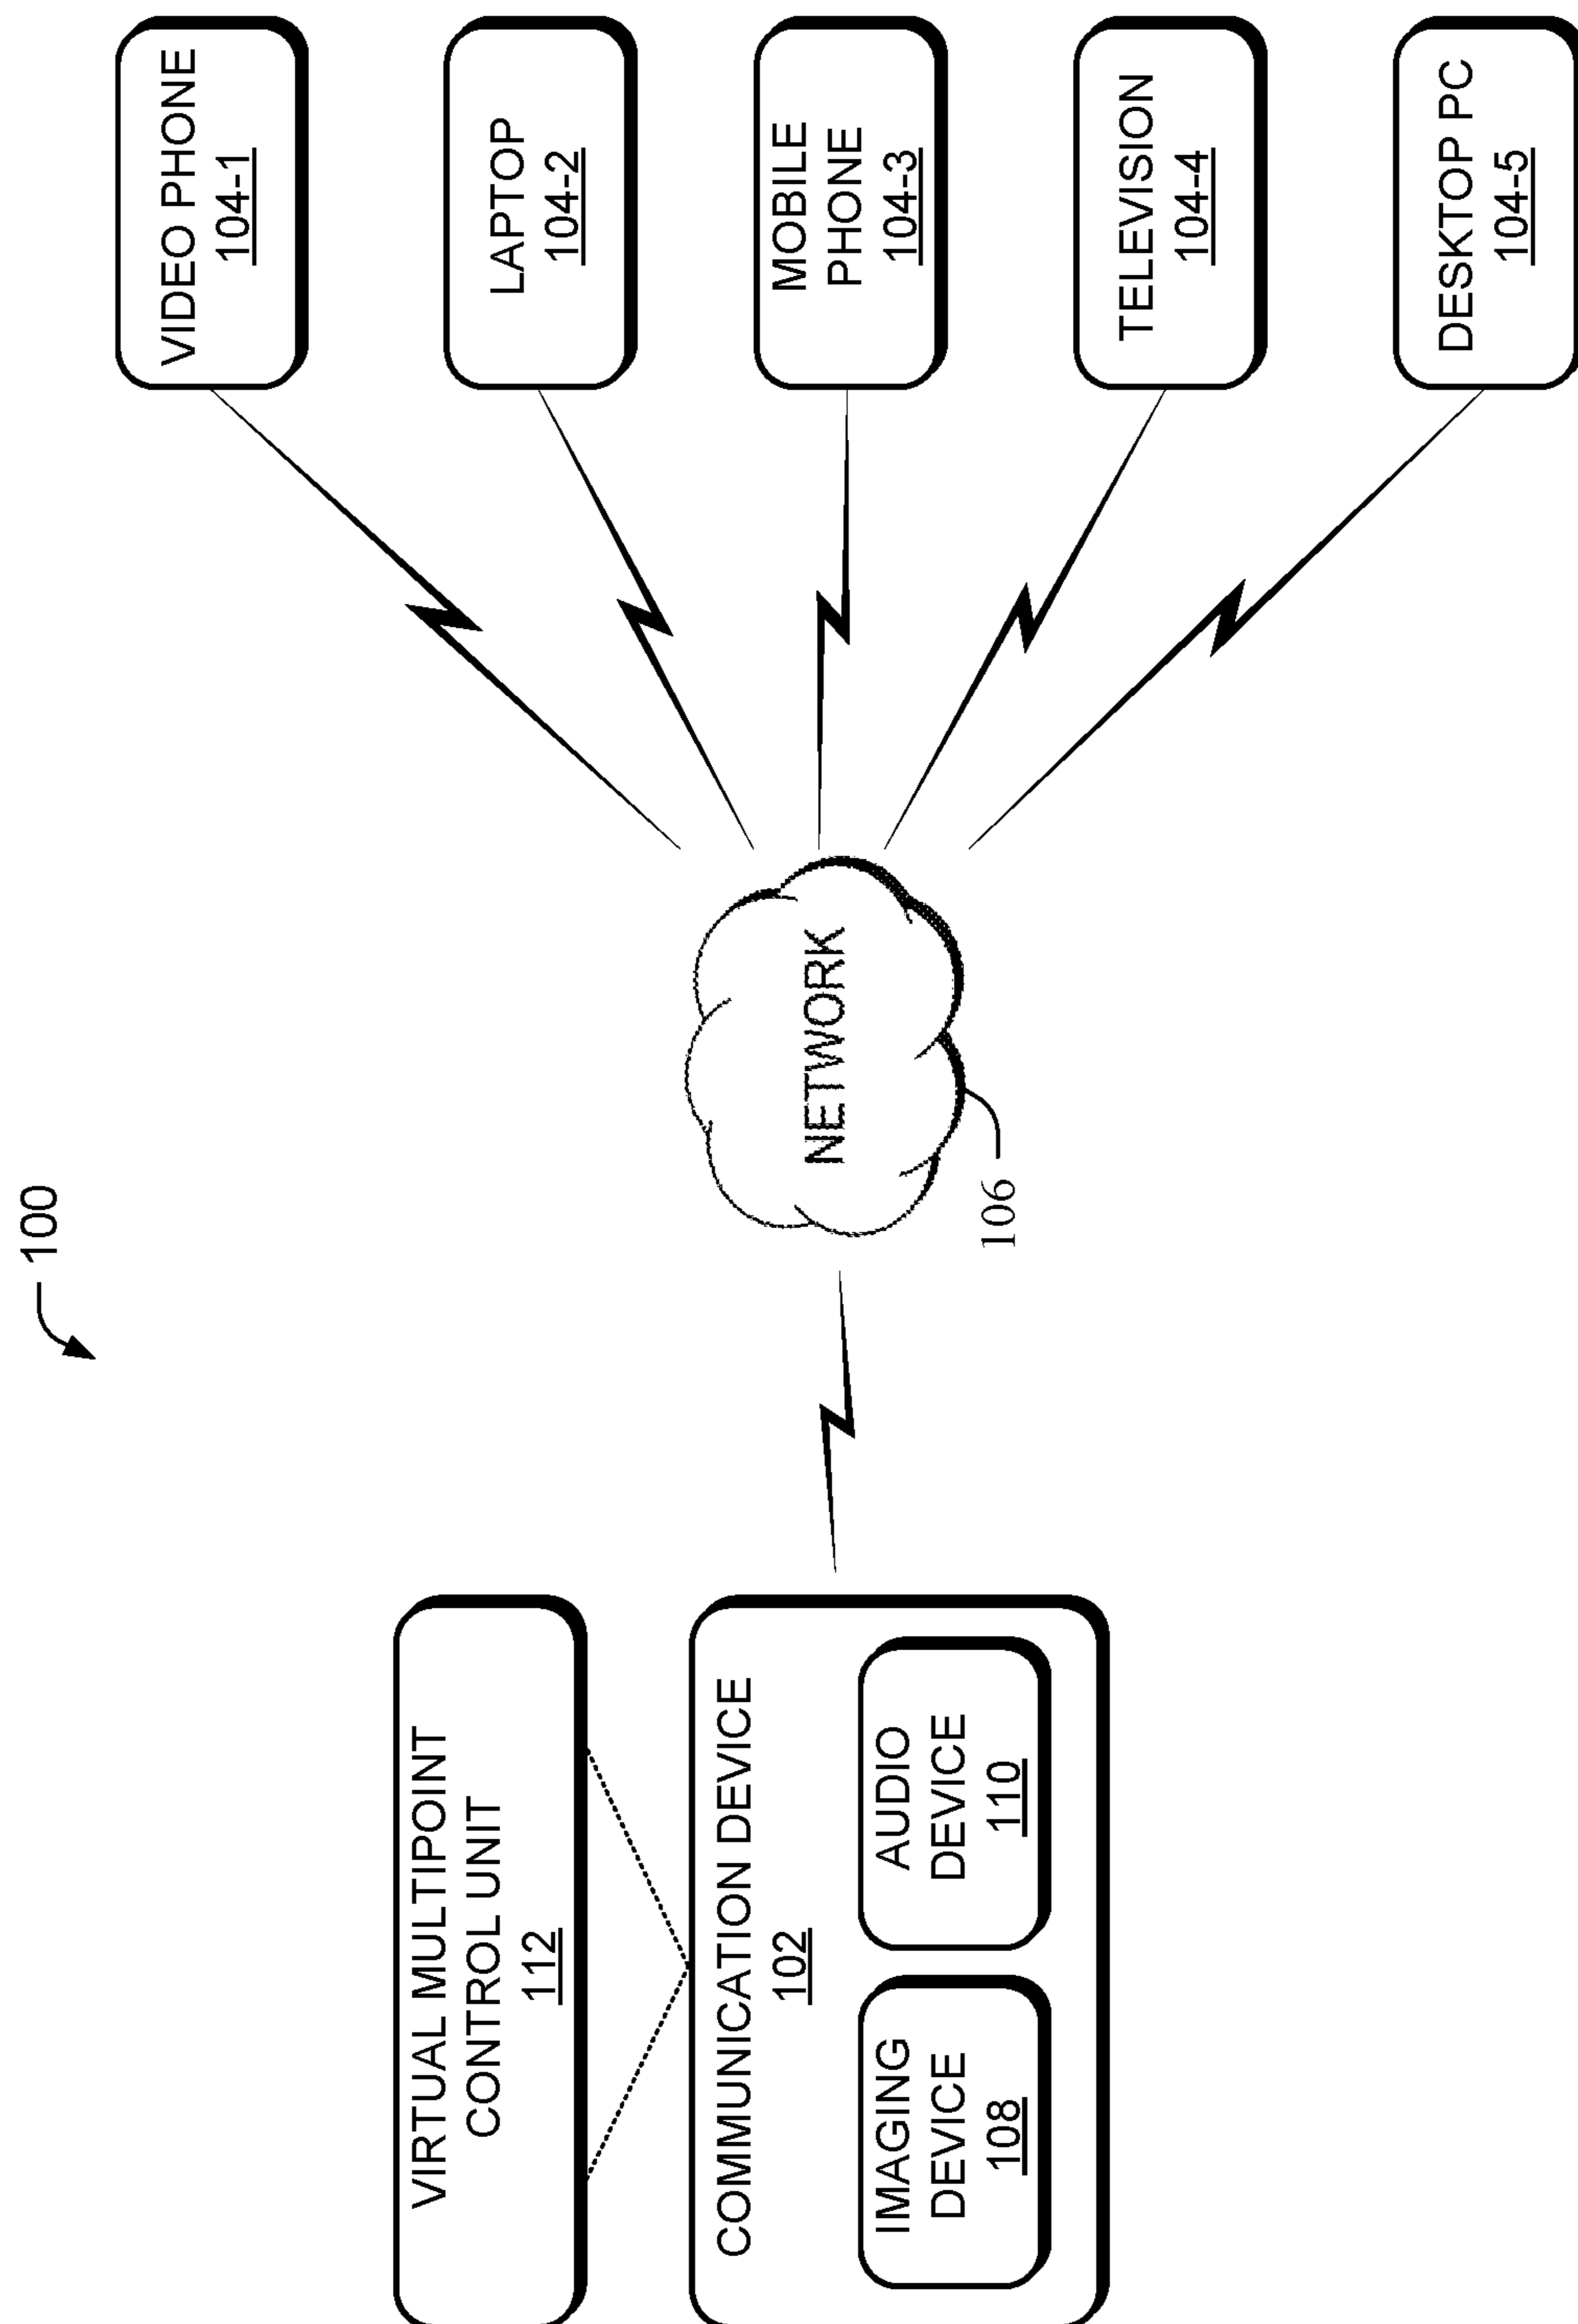 100
VIRTUAL MULTIPOINT
CONTROL UNIT
112
COMMUNICATION DEVICE
102
IMAGING
DEVICE
108
AUDIO
DEVICE
110
NETWORK
106
VIDEO PHONE
104-1
LAPTOP
104-2
MOBILE
PHONE
104-3
TELEVISION
104-4
DESKTOP PC
104-5